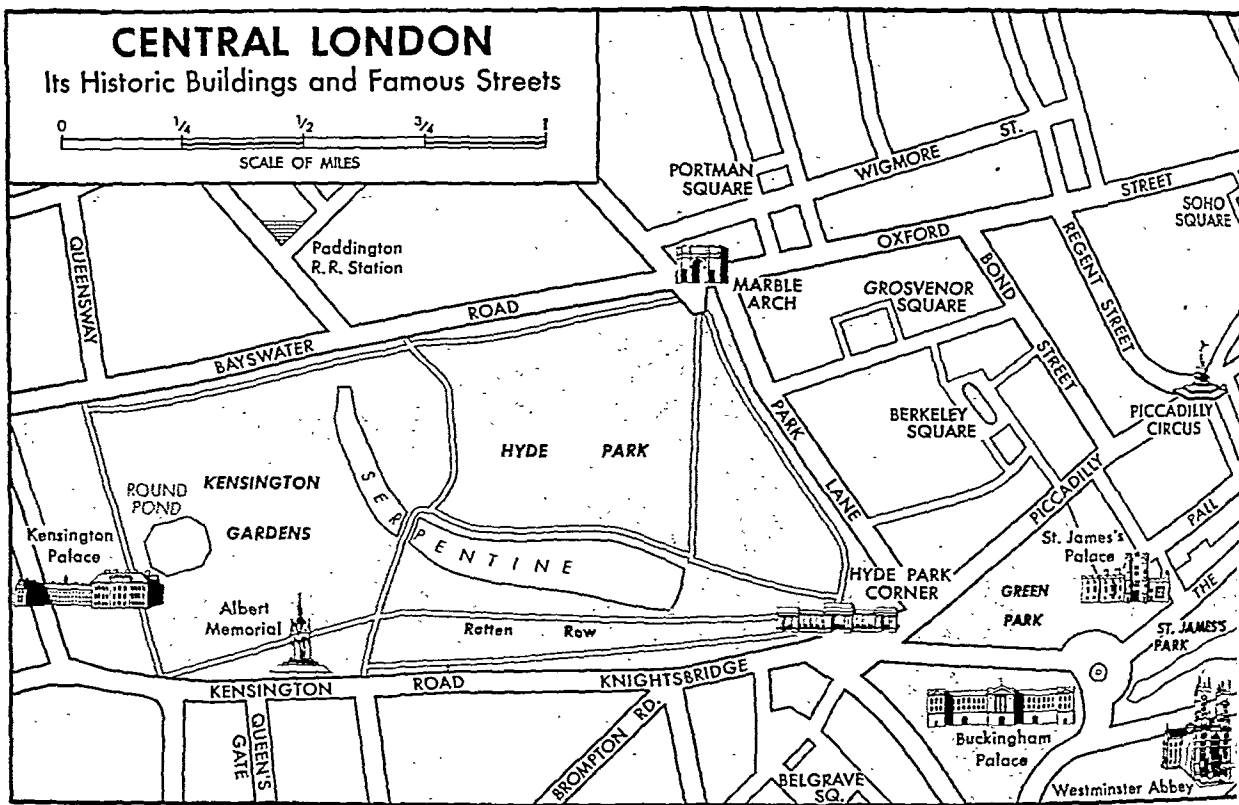 CENTRAL LONDON
Its Historic Buildings and Famous Streets
0 1/4 1/2 3/4 1
SCALE OF MILES
PORTMAN
SQUARE
WIGMORE ST.
OXFORD STREET
SOHO
SQUARE
QUEENSWAY
Paddington
R.R. Station
MARBLE
ARCH
GROSVENOR
SQUARE
BOND STREET
REGENT STREET
BAYSWATER ROAD
PARK LANE
BERKELEY
SQUARE
PICCADILLY
CIRCUS
HYDE PARK
KENSINGTON
GARDENS
ROUND
POND
SERPENTINE
PICCADILLY
PALL
Kensington
Palace
St. James's
Palace
HYDE PARK
CORNER
GREEN
PARK
THE
ST. JAMES'S
PARK
Albert
Memorial
Rotten Row
KENSINGTON ROAD
KNIGHTSBRIDGE
QUEEN'S
GATE
BROMPTON RD.
BELGRAVE
SQ.
Buckingham
Palace
Westminster Abbey